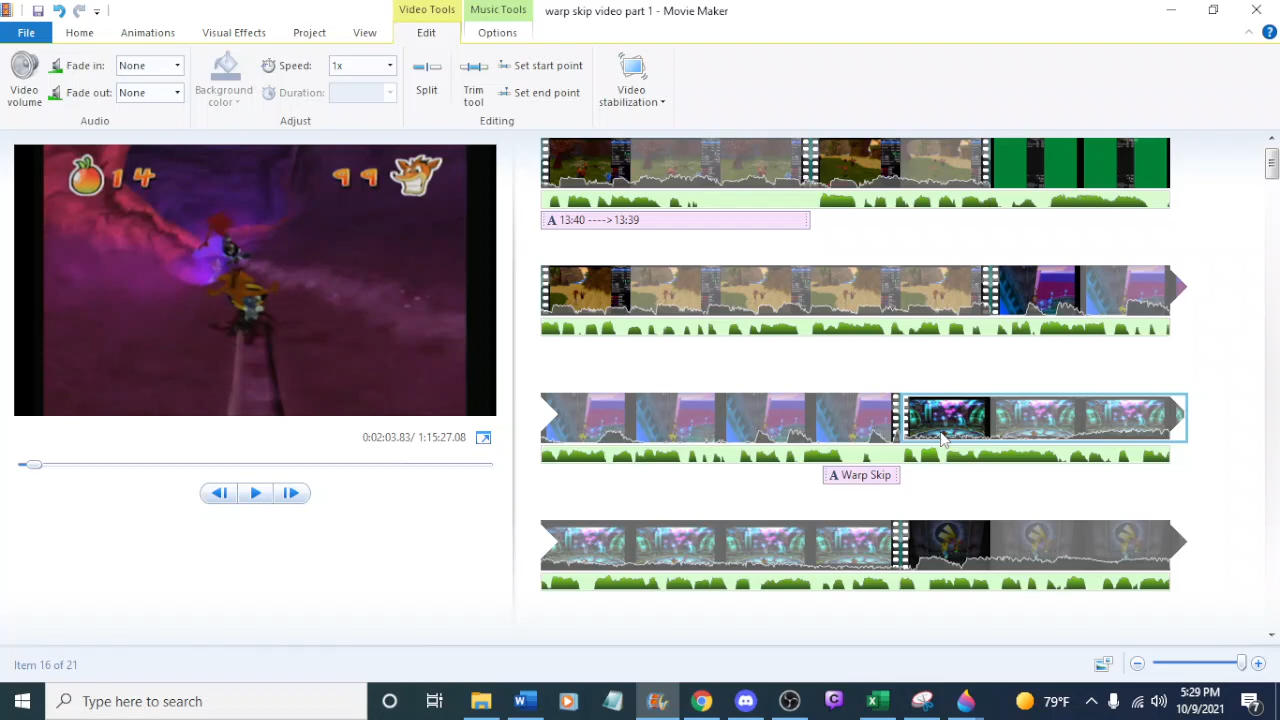 Video Tools Music Tools warp skip video part 1 - Movie Maker
File Home Animations Visual Effects Project View Edit Options
Video volume
Fade in: None
Fade out: None
Audio
Background color
Speed: 1x
Duration:
Adjust
Split
Trim tool
Set start point
Set end point
Editing
Video stabilization
14 99
0:02:03.83/ 1:15:27.08
13:40 ---->13:39
Warp Skip
Item 16 of 21
Type here to search
79°F
5:29 PM
10/9/2021
7